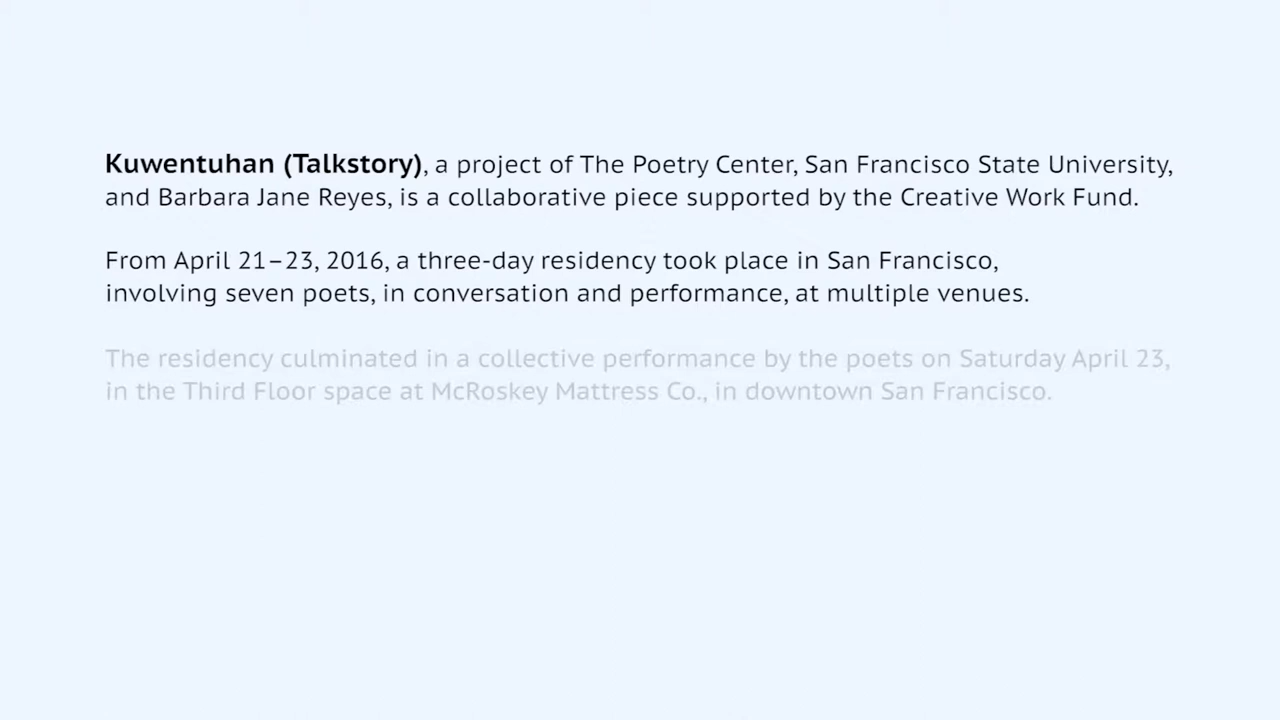 Kuwentuhan (Talkstory), a project of The Poetry Center, San Francisco State University,
and Barbara Jane Reyes, is a collaborative piece supported by the Creative Work Fund.
From April 21–23, 2016, a three-day residency took place in San Francisco,
involving seven poets, in conversation and performance, at multiple venues.
The residency culminated in a collective performance by the poets on Saturday April 23,
in the Third Floor space at McRoskey Mattress Co., in downtown San Francisco.